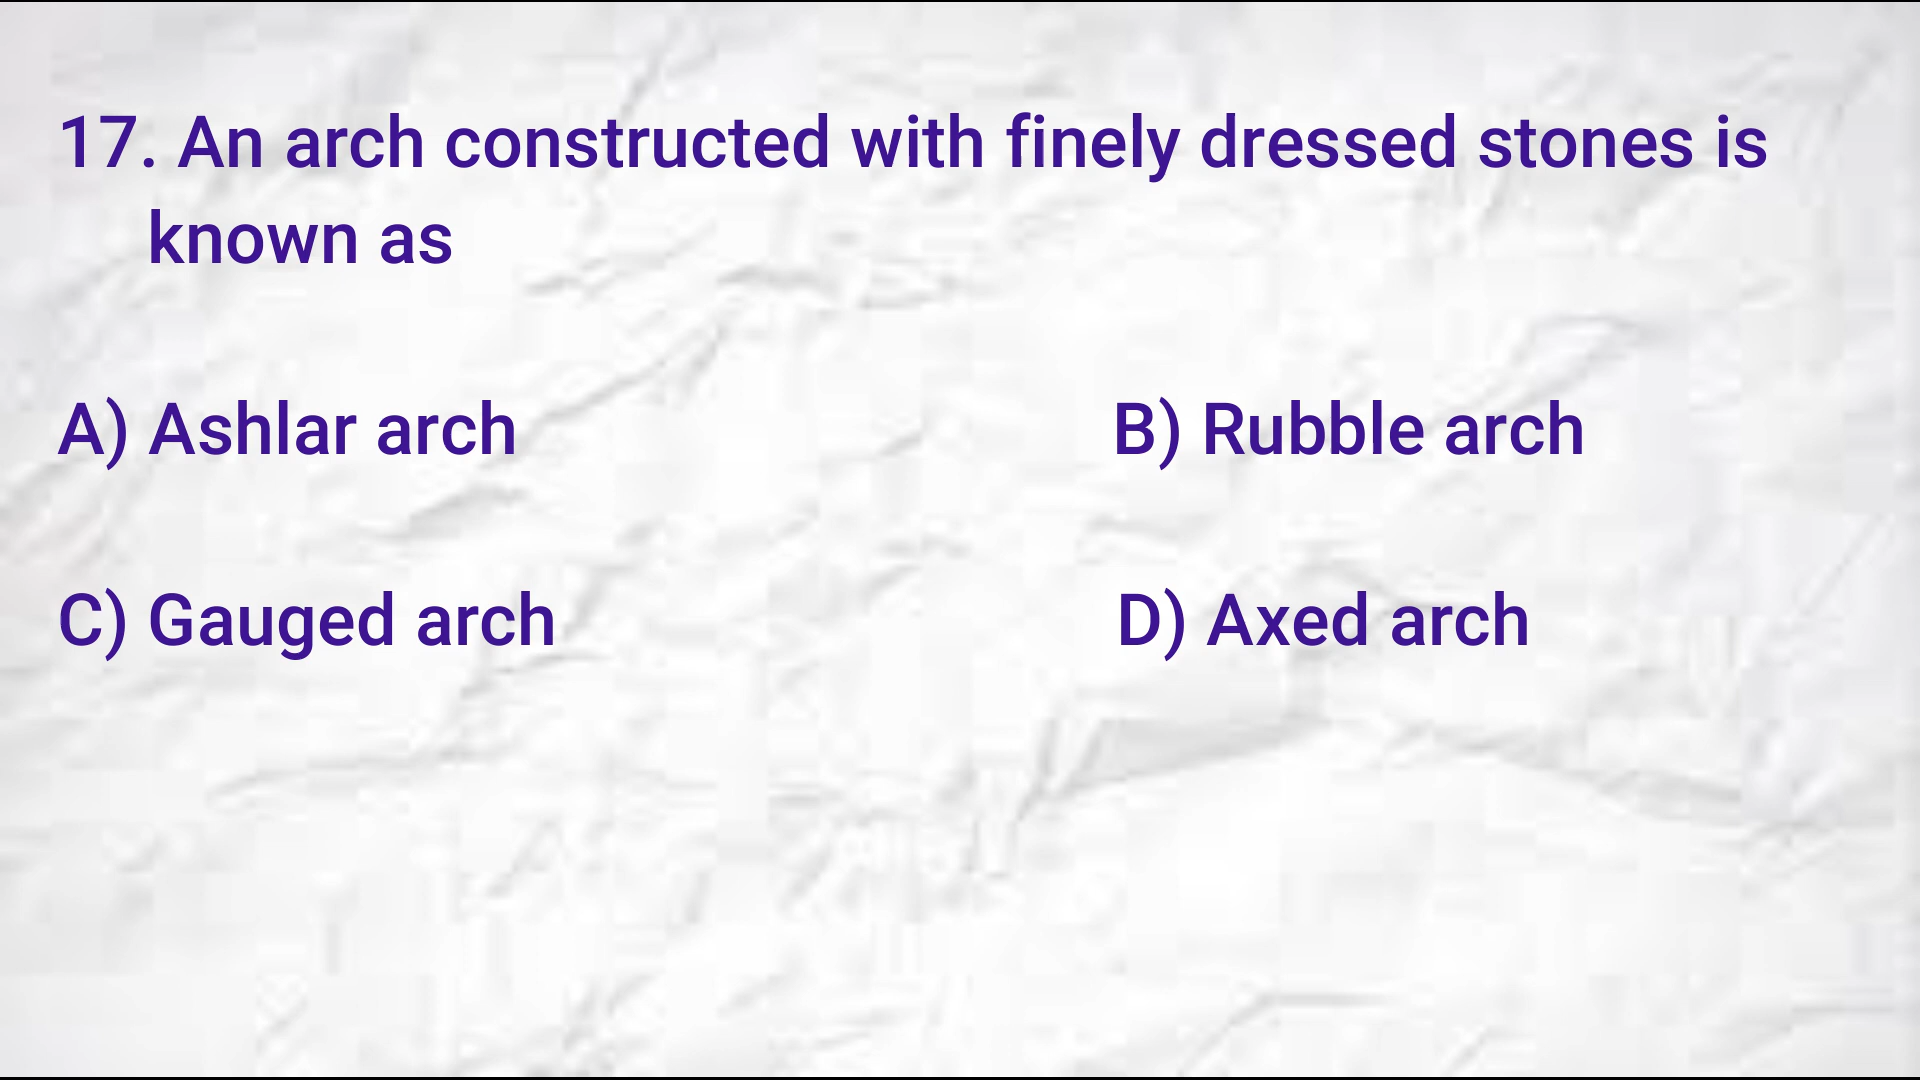 17. An arch constructed with finely dressed stones is
known as
A) Ashlar arch B) Rubble arch
C) Gauged arch D) Axed arch